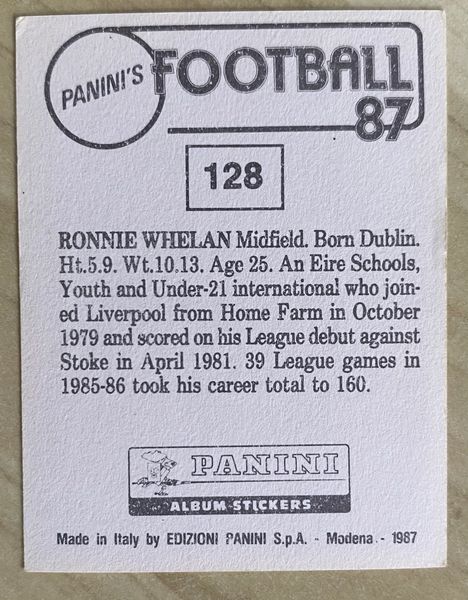 PANINI'S FOOTBALL
87
128
RONNIE WHELAN Midfield. Born Dublin.
Ht.5.9. Wt.10.13. Age 25. An Eire Schools,
Youth and Under-21 international who join-
ed Liverpool from Home Farm in October
1979 and scored on his League debut against
Stoke in April 1981. 39 League games in
1985-86 took his career total to 160.
PANINI
ALBUM STICKERS
Made in Italy by EDIZIONI PANINI S.p.A. - Modena - 1987